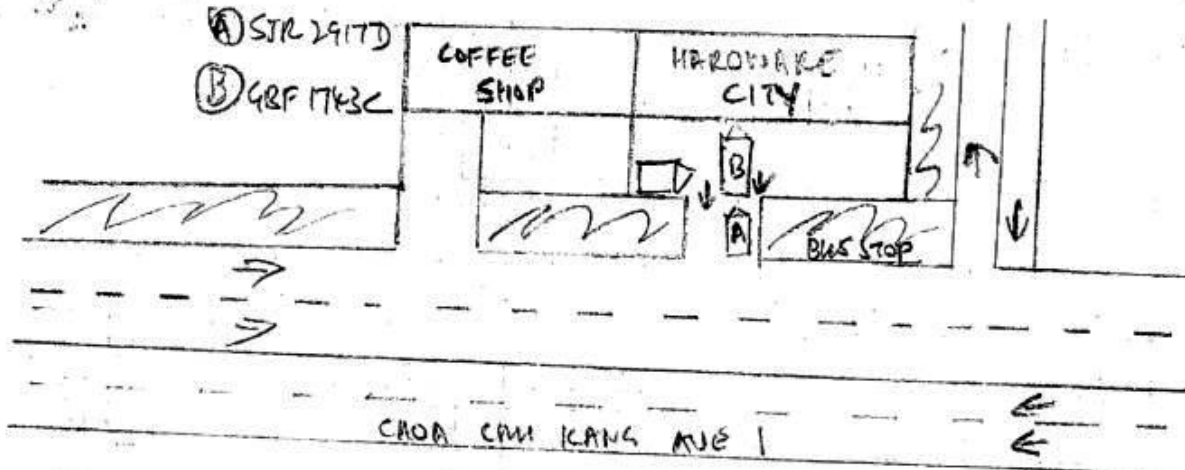 Ⓐ SJR 2917D
Ⓑ GBF 1743C
COFFEE
SHOP
HARDWARE
CITY
B
A
BUS STOP
CHOA CHU KANG AVE 1